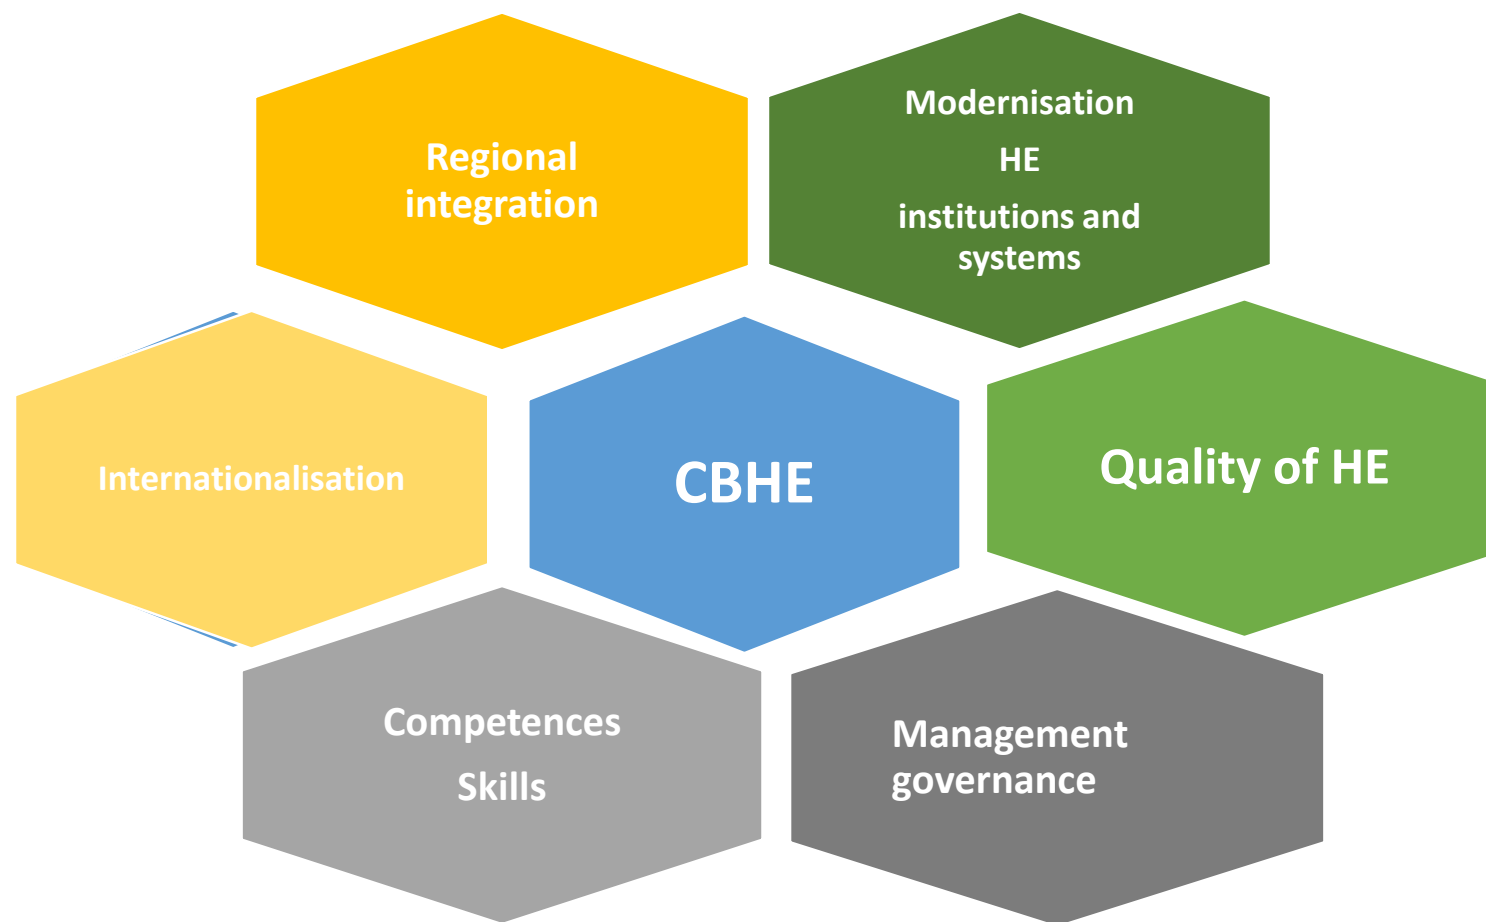 Regional
integration
Modernisation
HE
institutions and
systems
Internationalisation
CBHE
Quality of HE
Competences
Skills
Management
governance